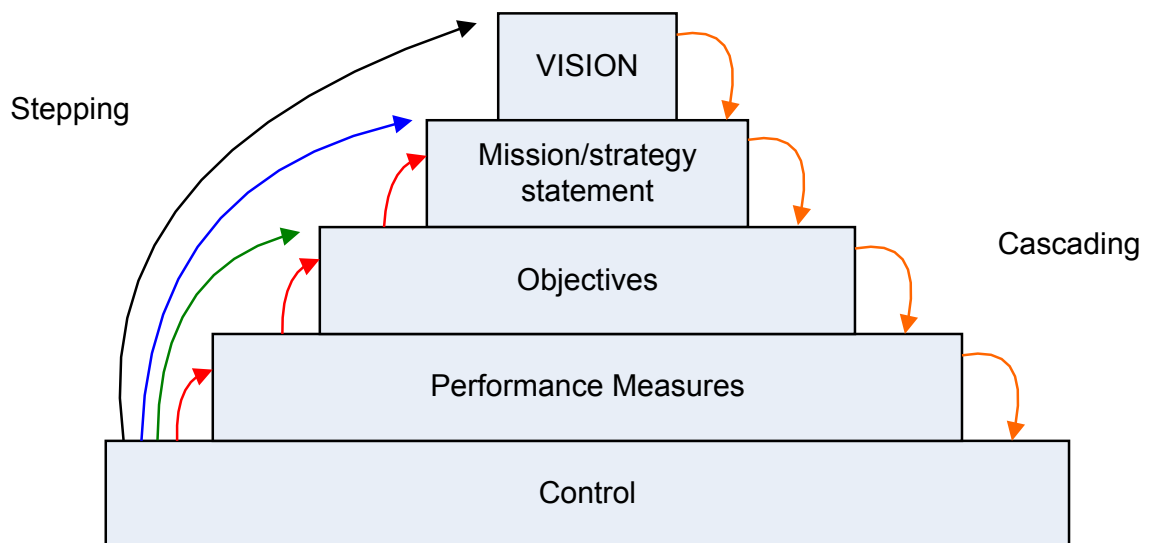 VISION
Stepping
Mission/strategy
statement
Cascading
Objectives
Performance Measures
Control